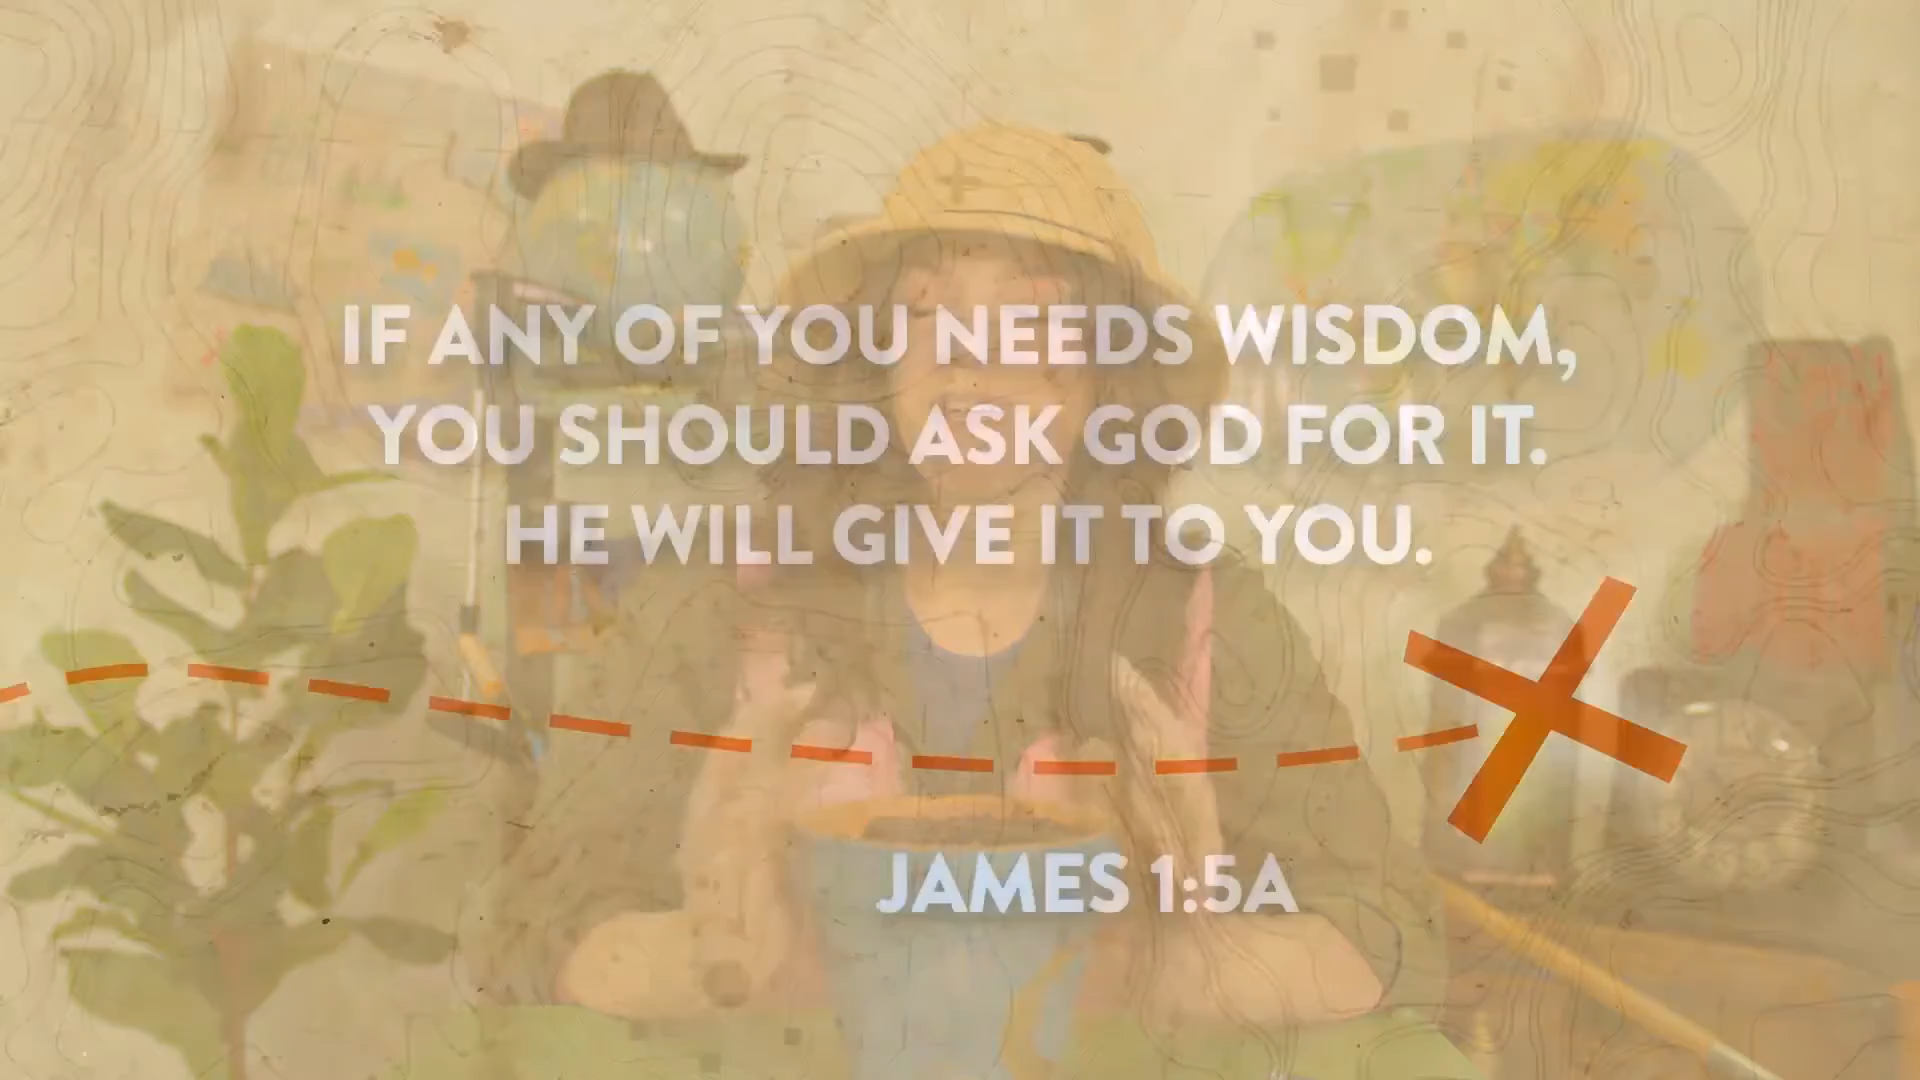 IF ANY OF YOU NEEDS WISDOM,
YOU SHOULD ASK GOD FOR IT.
HE WILL GIVE IT TO YOU.
JAMES 1:5A